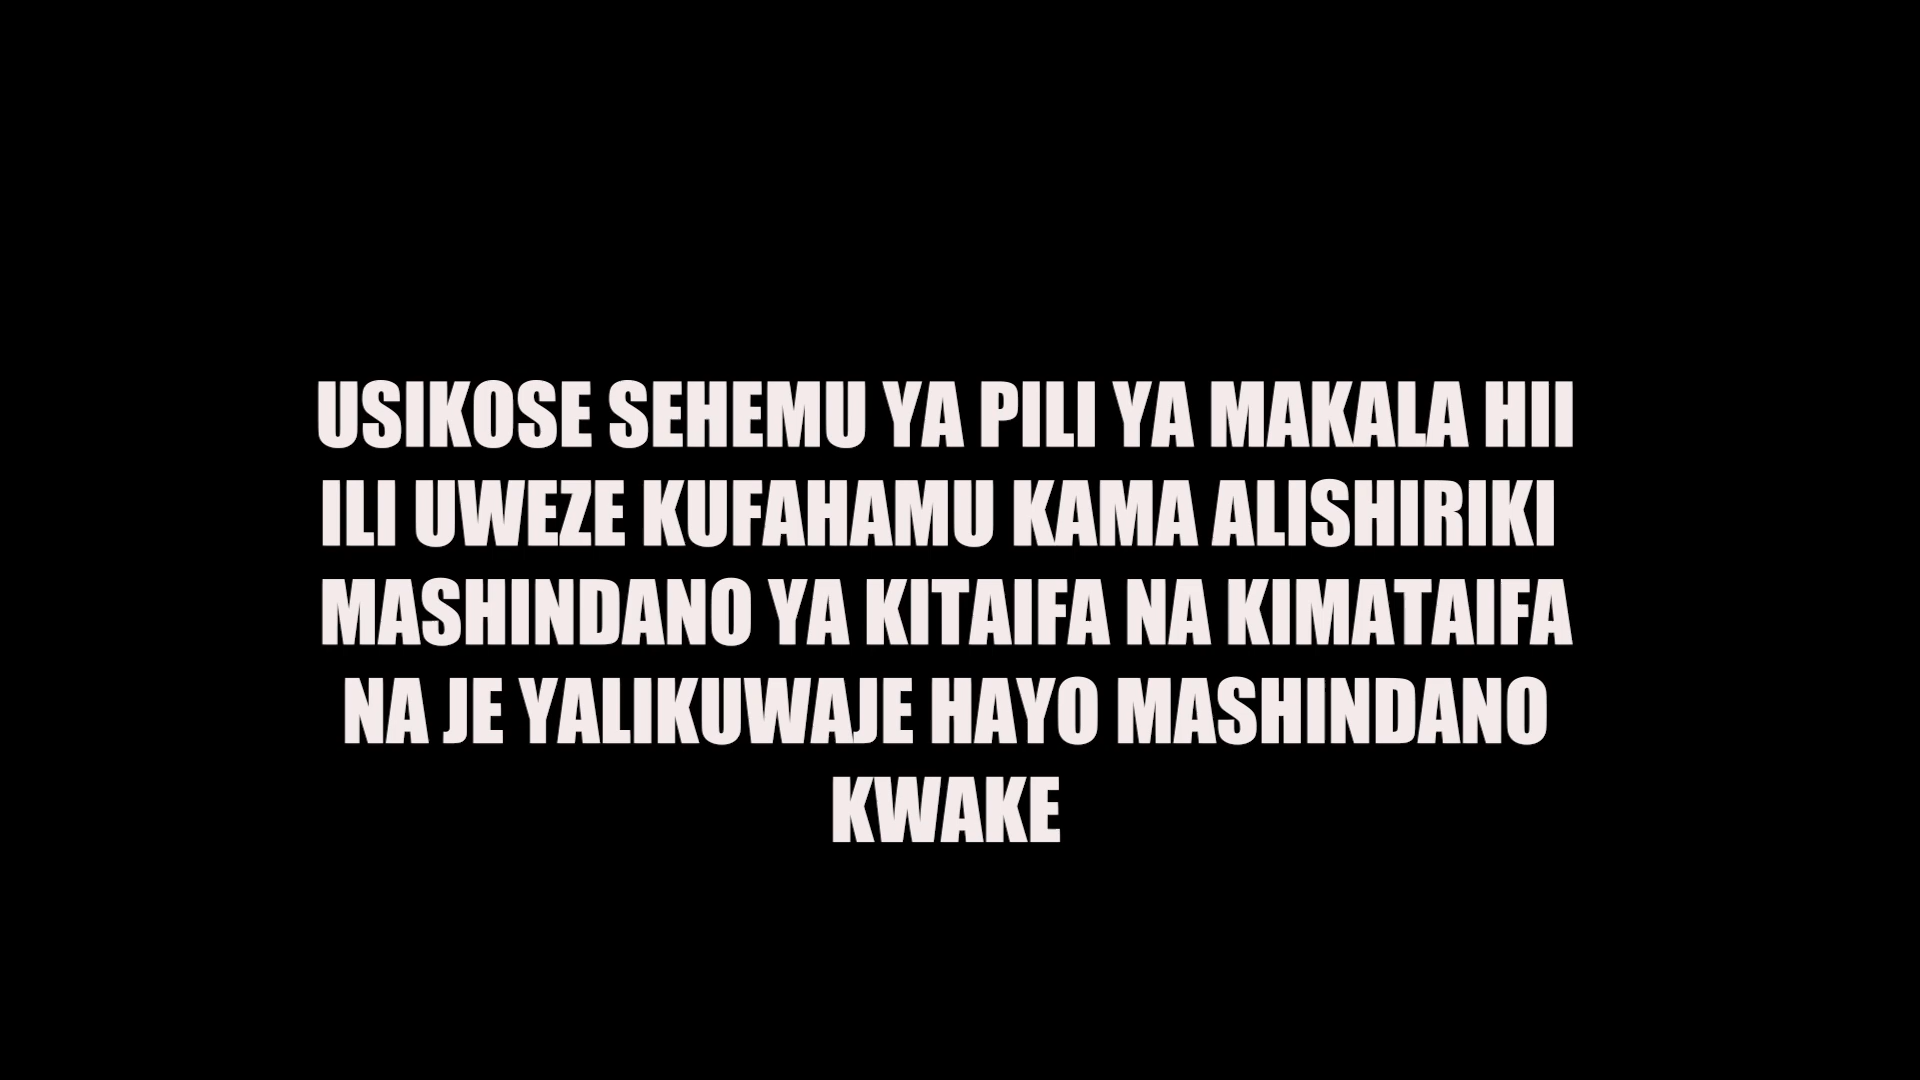 USIKOSE SEHEMU YA PILI YA MAKALA HII
ILI UWEZE KUFAHAMU KAMA ALISHIRIKI
MASHINDANO YA KITAIFA NA KIMATAIFA
NA JE YALIKUWAJE HAYO MASHINDANO
KWAKE